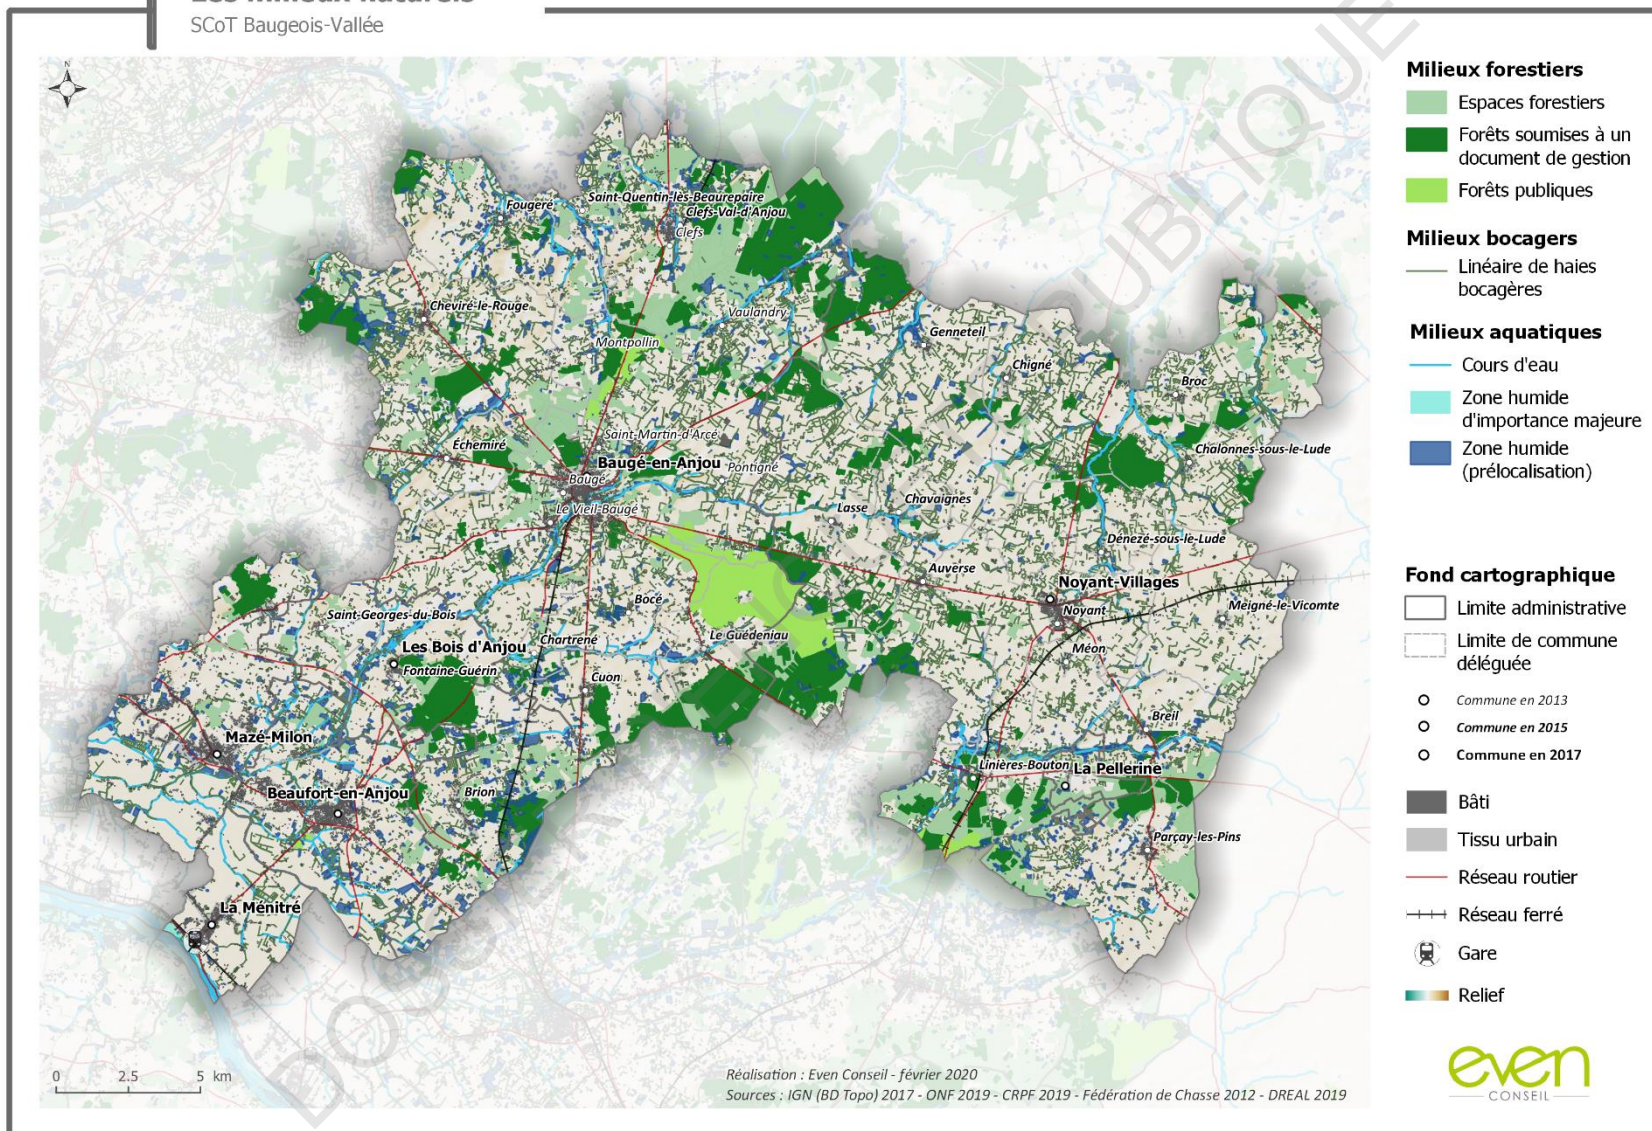 Les milieux naturels
SCoT Baugeois-Vallée
N
Saint-Quentin-lès-Beaurepaire
Clefs-Val-d'Anjou
Clefs
Fougeré
Cheviré-le-Rouge
Vaulandry
Genneteil
Montpollin
Chigné
Broc
Échemiré
Saint-Martin-d'Arcé
Baugé-en-Anjou
Pontigné
Baugé
Chalonnes-sous-le-Lude
Le Vieil-Baugé
Lasse
Chavaignes
Dénezé-sous-le-Lude
Auverse
Noyant-Villages
Noyant
Meigné-le-Vicomte
Bocé
Saint-Georges-du-Bois
Chartrené
Le Guédeniau
Les Bois d'Anjou
Fontaine-Guérin
Méon
Cuon
Breil
Mazé-Milon
Linières-Bouton
La Pellerine
Beaufort-en-Anjou
Brion
Parçay-les-Pins
La Ménitré
0 2.5 5 km
Réalisation : Even Conseil - février 2020
Sources : IGN (BD Topo) 2017 - ONF 2019 - CRPF 2019 - Fédération de Chasse 2012 - DREAL 2019
Milieux forestiers
Espaces forestiers
Forêts soumises à un
document de gestion
Forêts publiques
Milieux bocagers
Linéaire de haies
bocagères
Milieux aquatiques
Cours d'eau
Zone humide
d'importance majeure
Zone humide
(prélocalisation)
Fond cartographique
Limite administrative
Limite de commune
déléguée
Commune en 2013
Commune en 2015
Commune en 2017
Bâti
Tissu urbain
Réseau routier
Réseau ferré
Gare
Relief
even
CONSEIL